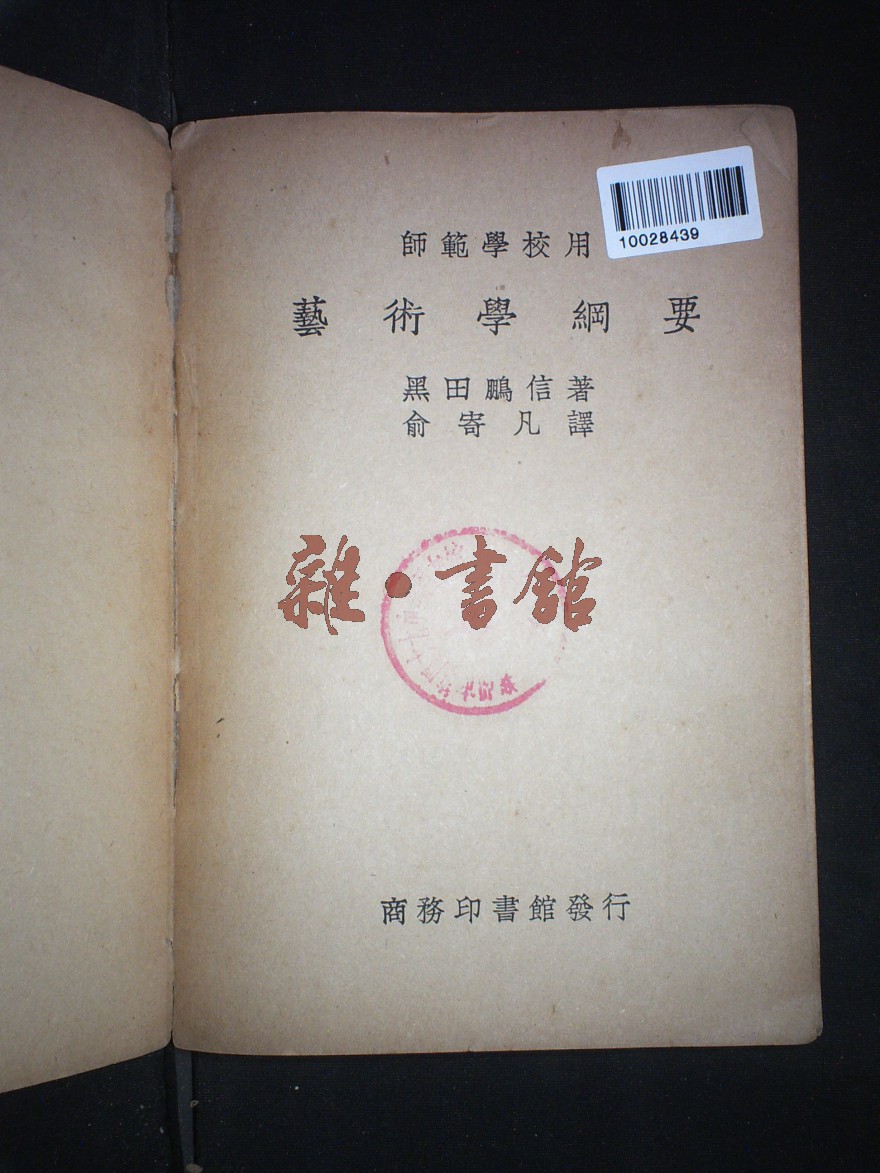 10028439
師範學校用
藝術學綱要
黑田鵬信著
俞寄凡譯
雜·書館
商務印書館發行